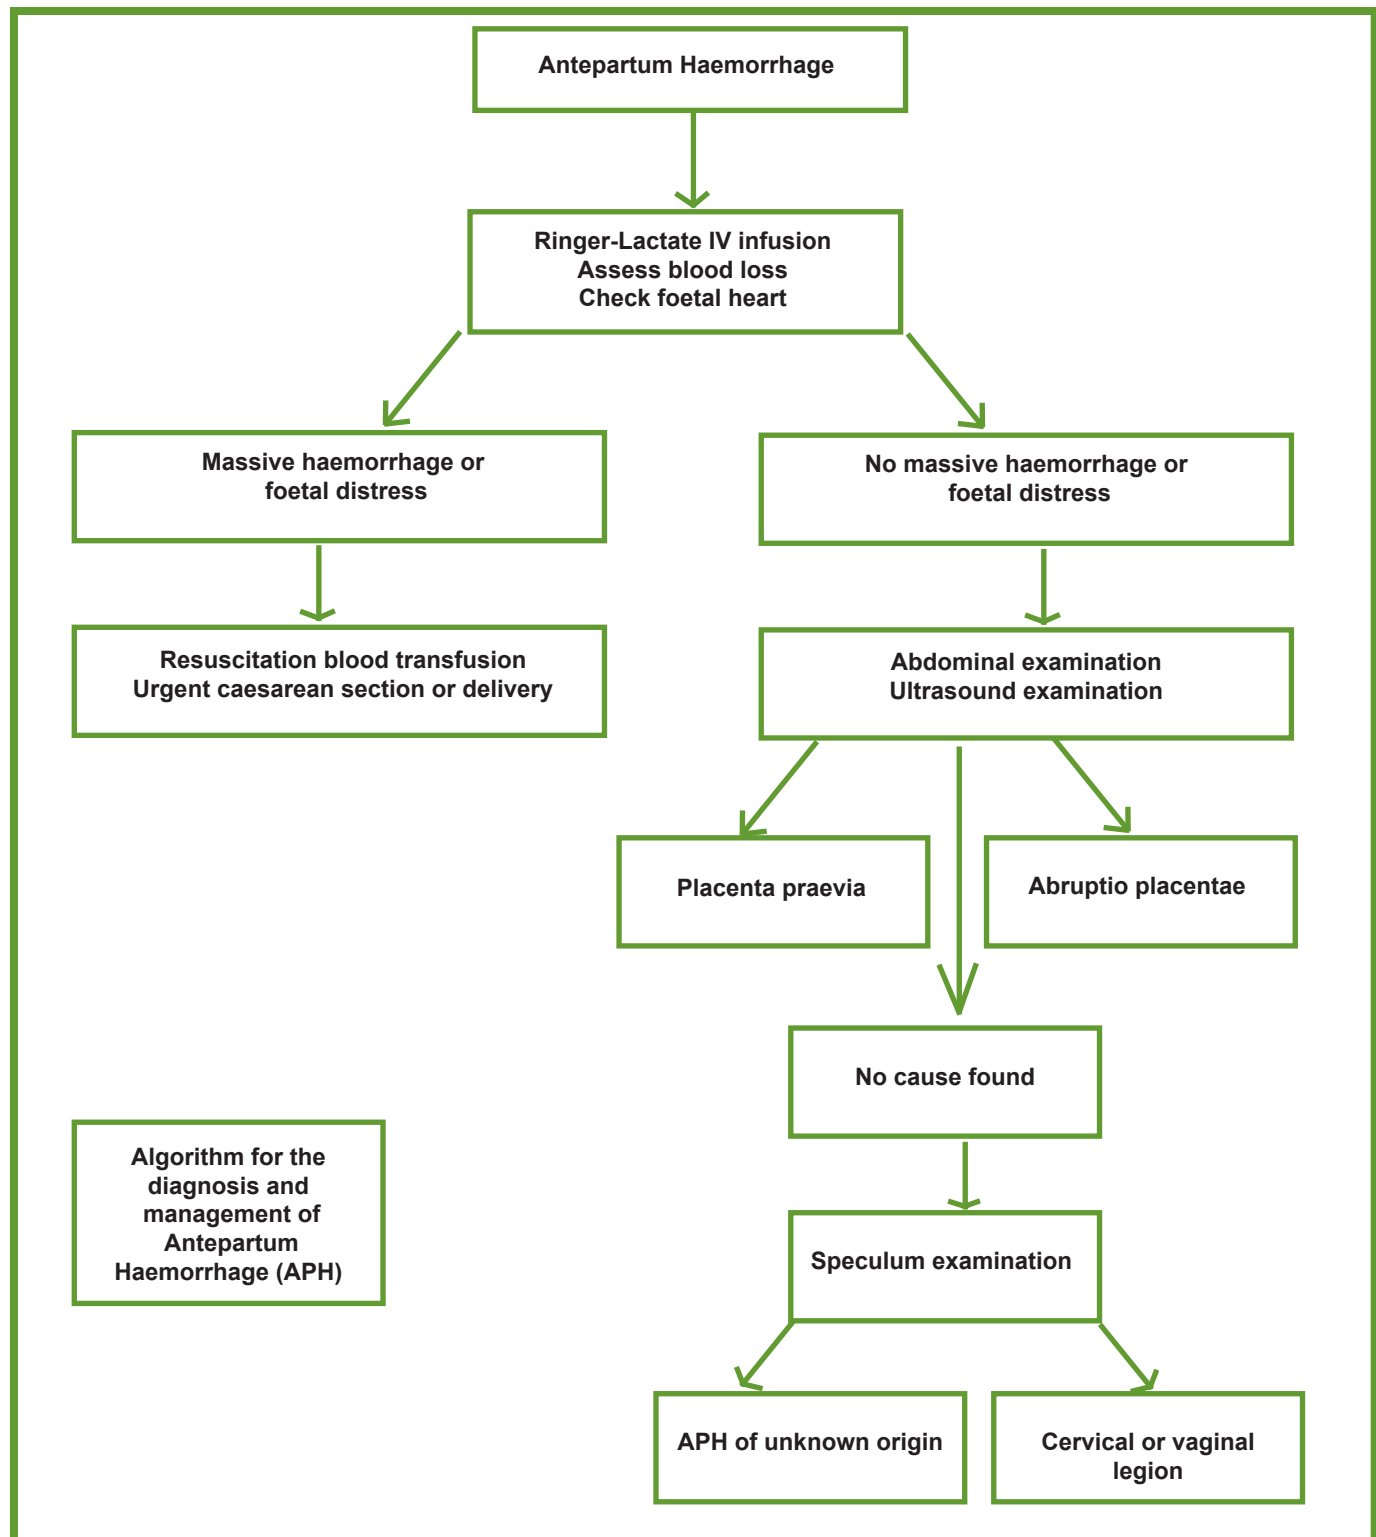 Antepartum Haemorrhage
Ringer-Lactate IV infusion
Assess blood loss
Check foetal heart
Massive haemorrhage or
foetal distress
No massive haemorrhage or
foetal distress
Resuscitation blood transfusion
Urgent caesarean section or delivery
Abdominal examination
Ultrasound examination
Placenta praevia
Abruptio placentae
No cause found
Algorithm for the
diagnosis and
management of
Antepartum
Haemorrhage (APH)
Speculum examination
APH of unknown origin
Cervical or vaginal
legion